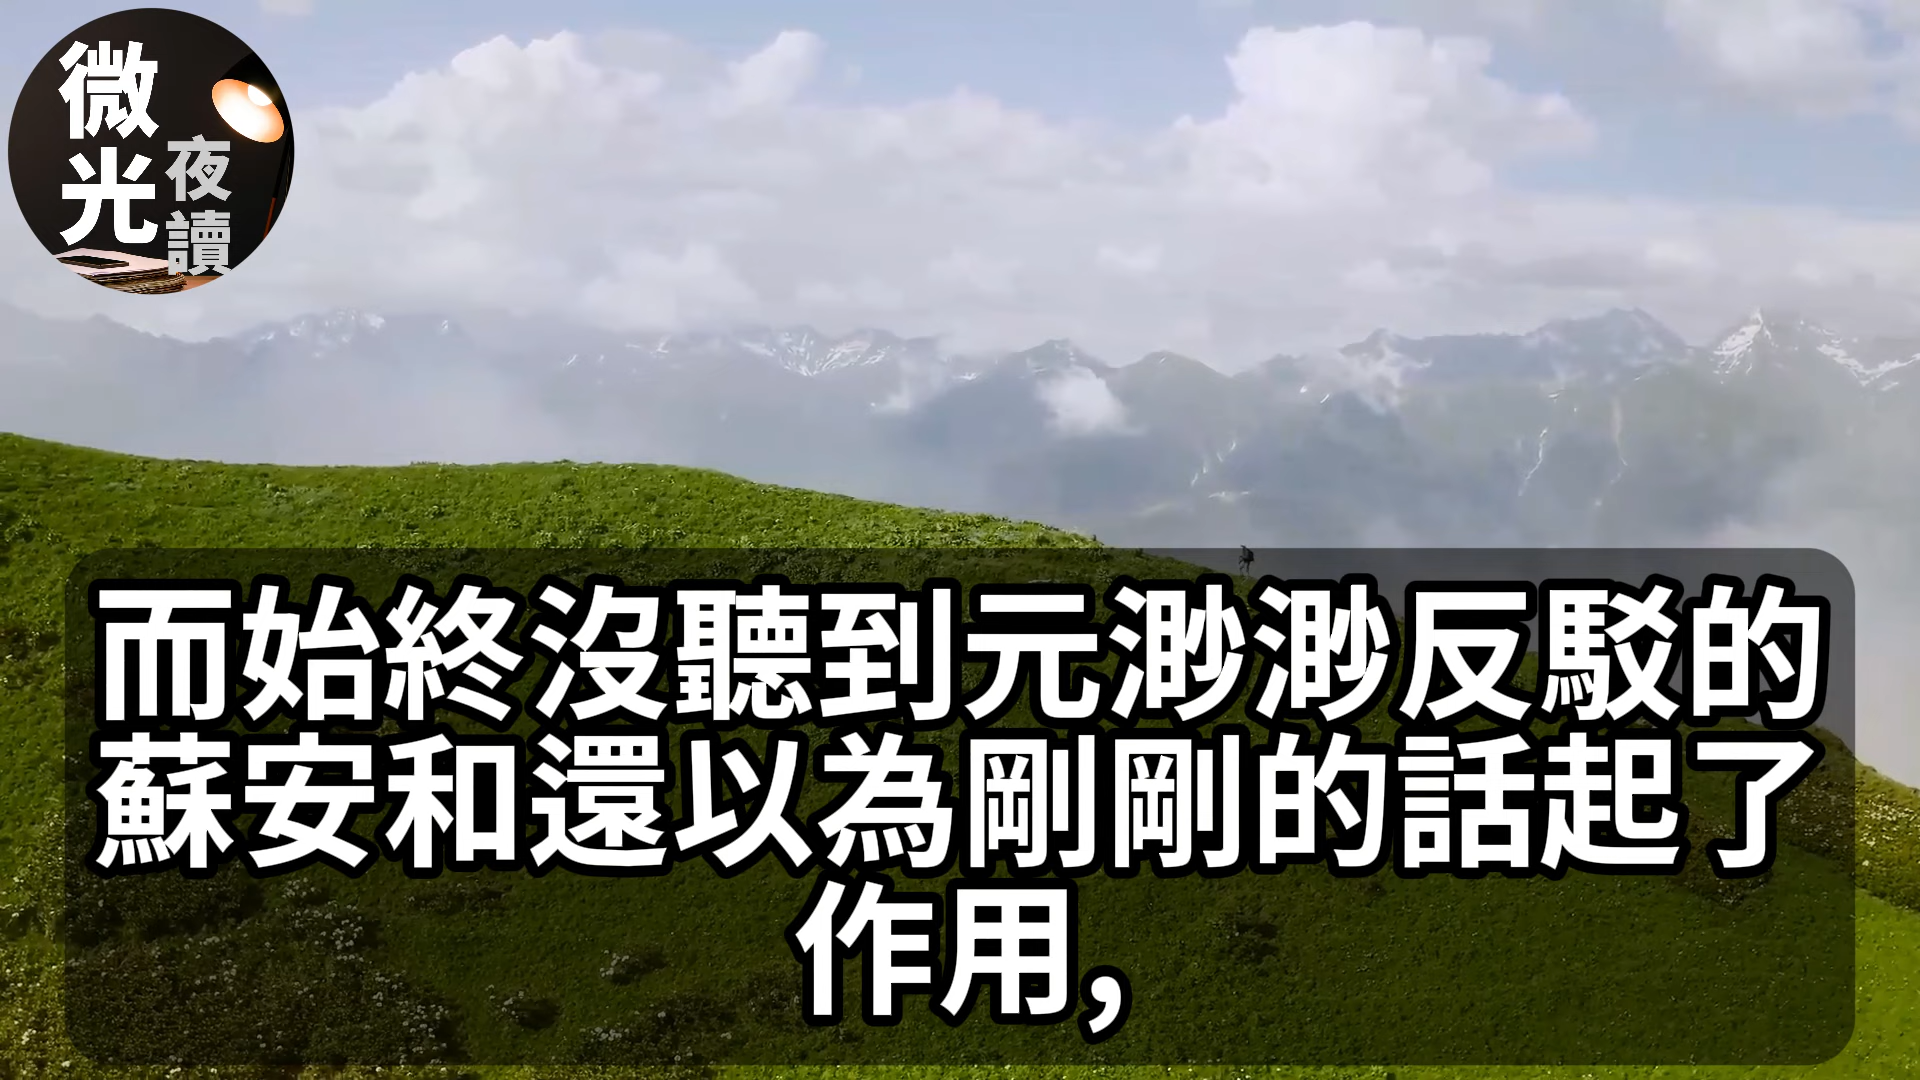 微光
夜讀
而始終沒聽到元渺渺反駁的
蘇安和還以為剛剛的話起了
作用,